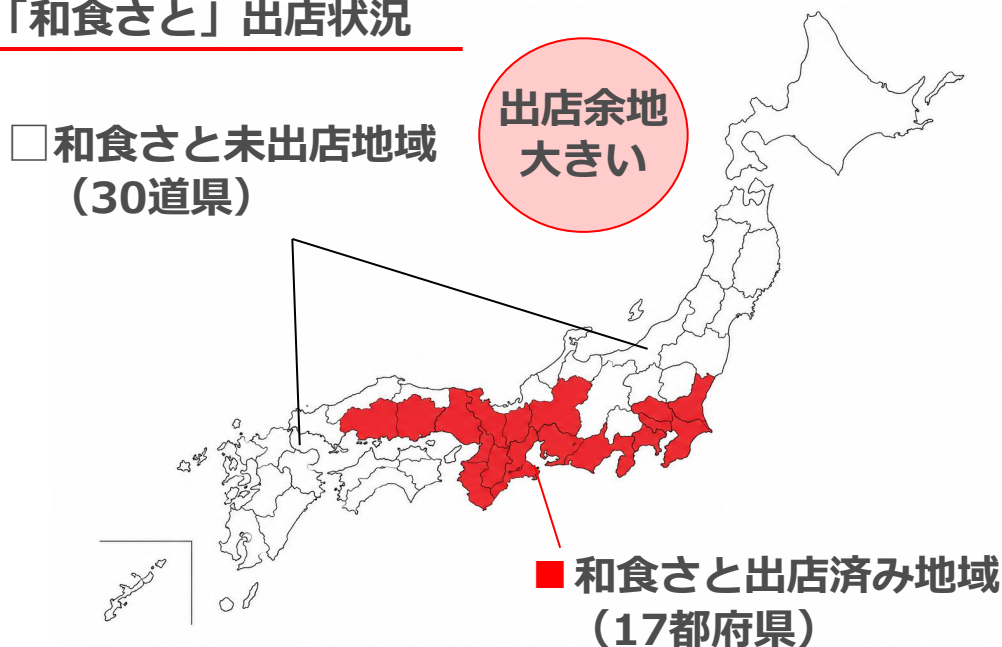 「和食さと」出店状況
出店余地
大きい
□和食さと未出店地域
（30道県）
■和食さと出店済み地域
（17都府県）